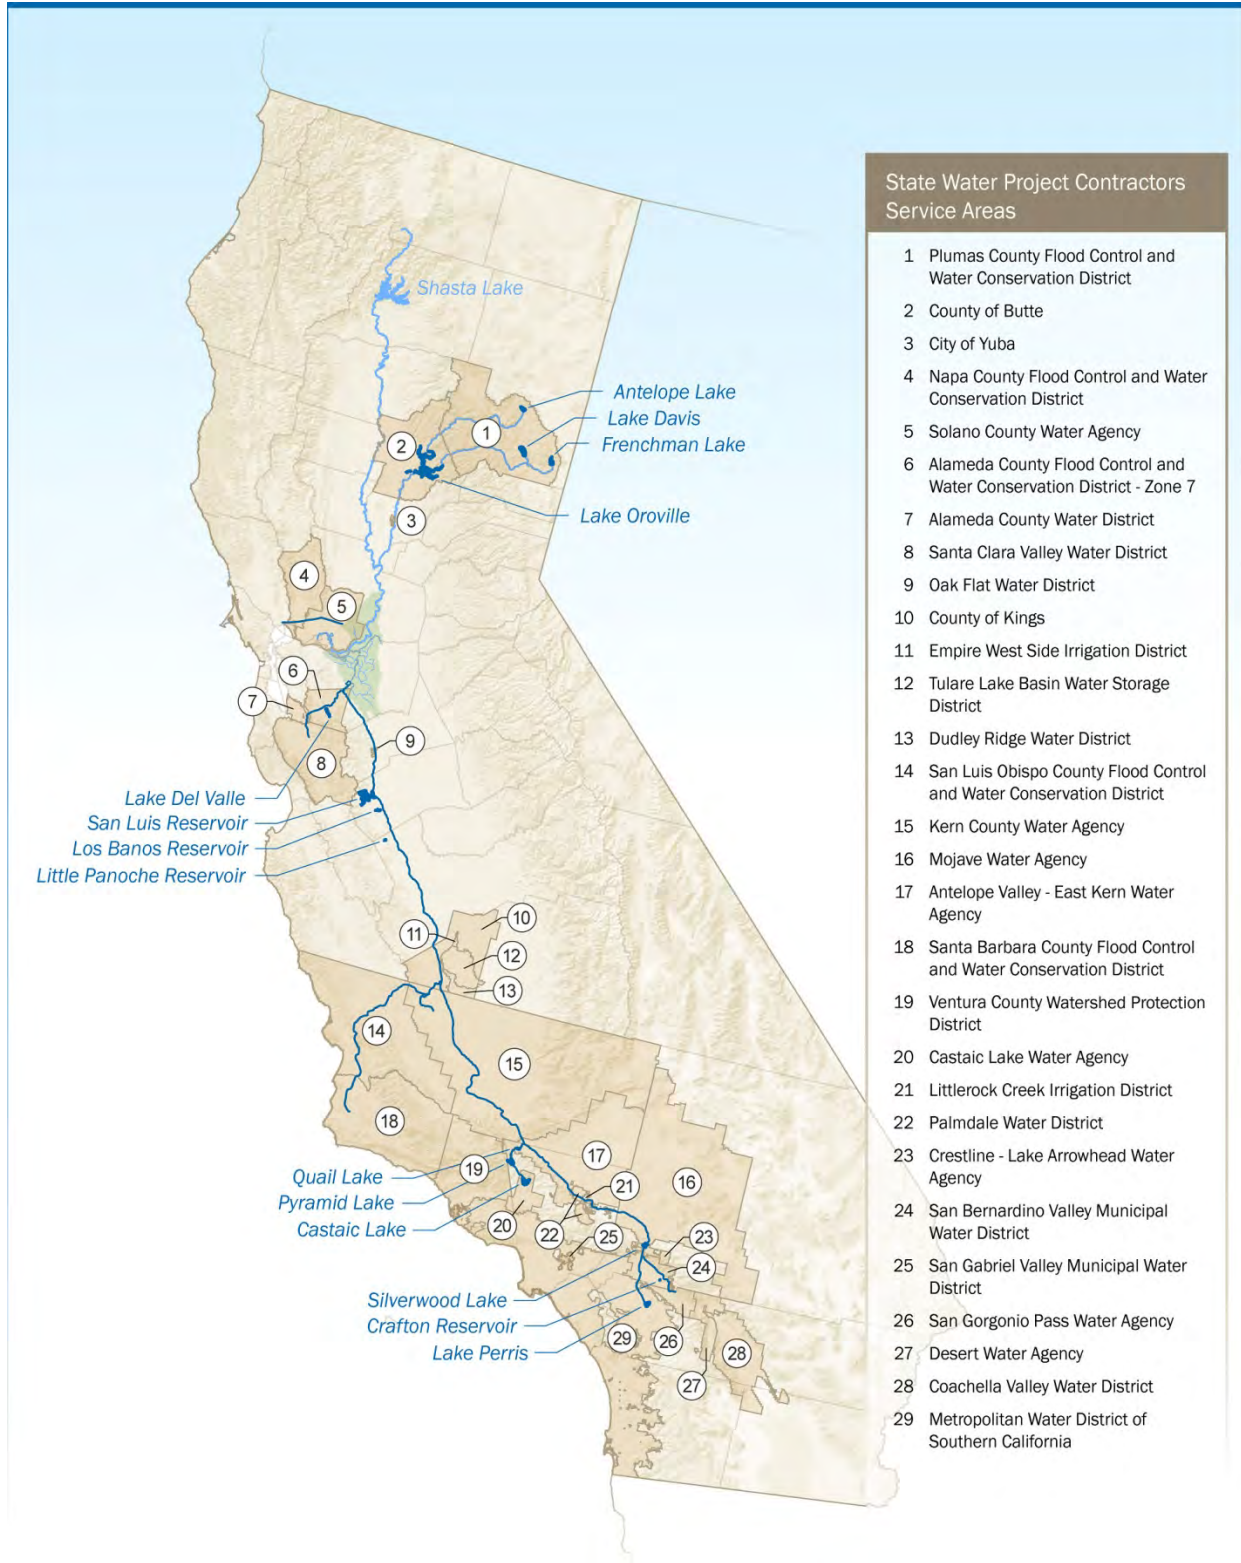 State Water Project Contractors
Service Areas
1 Plumas County Flood Control and
Water Conservation District
2 County of Butte
3 City of Yuba
4 Napa County Flood Control and Water
Conservation District
5 Solano County Water Agency
6 Alameda County Flood Control and
Water Conservation District - Zone 7
7 Alameda County Water District
8 Santa Clara Valley Water District
9 Oak Flat Water District
10 County of Kings
11 Empire West Side Irrigation District
12 Tulare Lake Basin Water Storage
District
13 Dudley Ridge Water District
14 San Luis Obispo County Flood Control
and Water Conservation District
15 Kern County Water Agency
16 Mojave Water Agency
17 Antelope Valley - East Kern Water
Agency
18 Santa Barbara County Flood Control
and Water Conservation District
19 Ventura County Watershed Protection
District
20 Castaic Lake Water Agency
21 Littlerock Creek Irrigation District
22 Palmdale Water District
23 Crestline - Lake Arrowhead Water
Agency
24 San Bernardino Valley Municipal
Water District
25 San Gabriel Valley Municipal Water
District
26 San Gorgonio Pass Water Agency
27 Desert Water Agency
28 Coachella Valley Water District
29 Metropolitan Water District of
Southern California
Shasta Lake
Antelope Lake
Lake Davis
Frenchman Lake
Lake Oroville
1
2
3
4
5
6
7
8
9
Lake Del Valle
San Luis Reservoir
Los Banos Reservoir
Little Panoche Reservoir
10
11
12
13
14
15
18
17
19
16
21
Quail Lake
Pyramid Lake
Castaic Lake
20
22
25
23
24
Silverwood Lake
Crafton Reservoir
Lake Perris
29
26
28
27